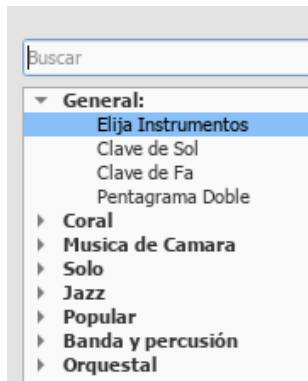 Buscar
General:
Elija Instrumentos
Clave de Sol
Clave de Fa
Pentagrama Doble
Coral
Musica de Camara
Solo
Jazz
Popular
Banda y percusión
Orquestal